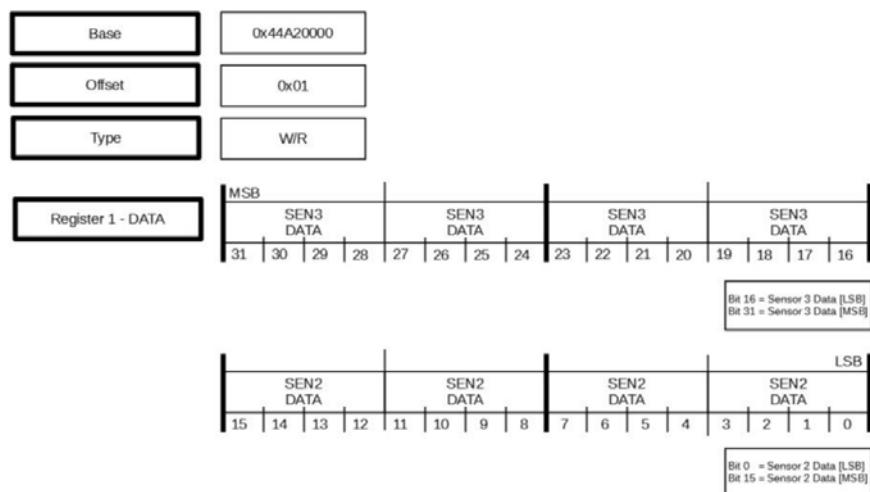 Base
0x44A20000
Offset
0x01
Type
W/R
Register 1 - DATA
MSB
SEN3 DATA
SEN3 DATA
SEN3 DATA
SEN3 DATA
31 30 29 28 27 26 25 24 23 22 21 20 19 18 17 16
Bit 16 = Sensor 3 Data [LSB]
Bit 31 = Sensor 3 Data [MSB]
LSB
SEN2 DATA
SEN2 DATA
SEN2 DATA
SEN2 DATA
15 14 13 12 11 10 9 8 7 6 5 4 3 2 1 0
Bit 0 = Sensor 2 Data [LSB]
Bit 15 = Sensor 2 Data [MSB]